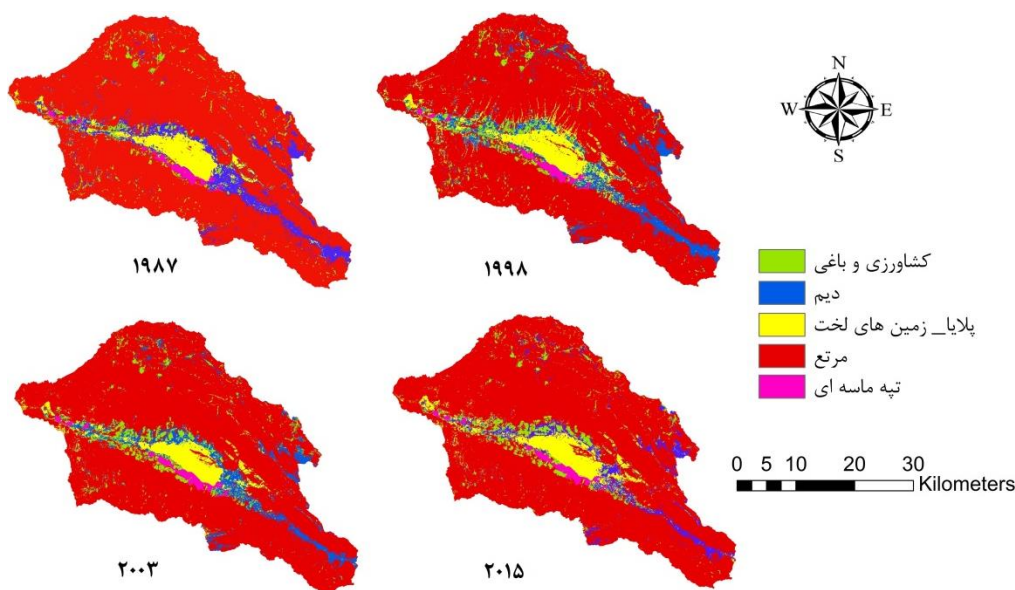 N
W E
S
۱۹۸۷
۱۹۹۸
کشاورزی و باغی
دیم
پلایا_ زمین های لخت
مرتع
تپه ماسه ای
0 5 10 20 30
Kilometers
۲۰۰۳
۲۰۱۵